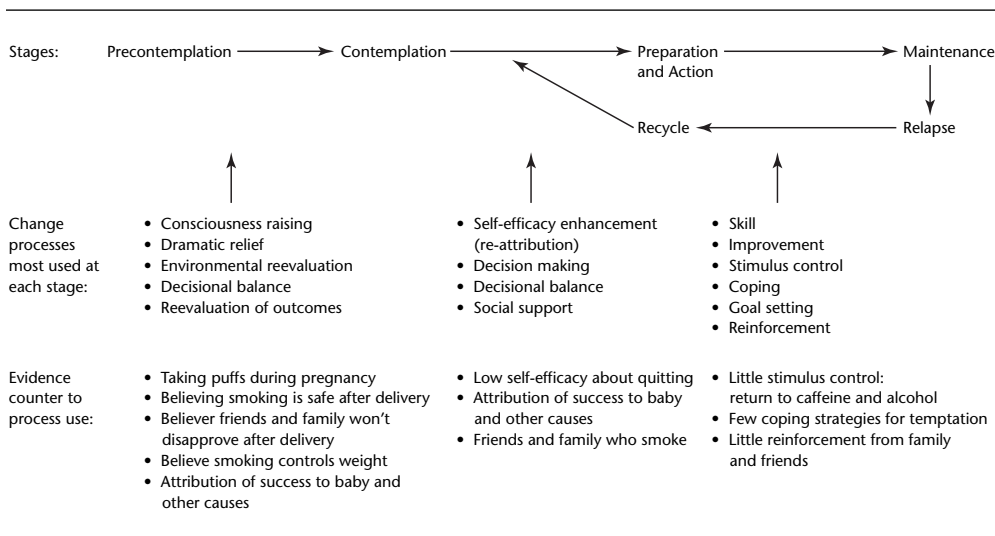 Stages: Precontemplation Contemplation Preparation Maintenance
and Action
Recycle Relapse
Change
processes
most used at
each stage:
• Consciousness raising
• Dramatic relief
• Environmental reevaluation
• Decisional balance
• Reevaluation of outcomes
• Self-efficacy enhancement
(re-attribution)
• Decision making
• Decisional balance
• Social support
• Skill
• Improvement
• Stimulus control
• Coping
• Goal setting
• Reinforcement
Evidence
counter to
process use:
• Taking puffs during pregnancy
• Believing smoking is safe after delivery
• Believer friends and family won’t
disapprove after delivery
• Believe smoking controls weight
• Attribution of success to baby and
other causes
• Low self-efficacy about quitting
• Attribution of success to baby
and other causes
• Friends and family who smoke
• Little stimulus control:
return to caffeine and alcohol
• Few coping strategies for temptation
• Little reinforcement from family
and friends